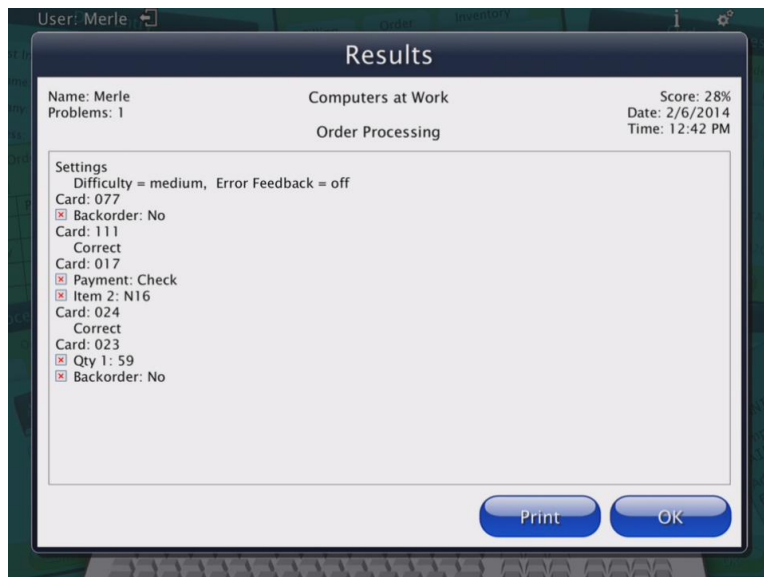 User: Merle
Order
Inventory
Results
Name: Merle
Problems: 1
Computers at Work
Order Processing
Score: 28%
Date: 2/6/2014
Time: 12:42 PM
Settings
Difficulty = medium, Error Feedback = off
Card: 077
Backorder: No
Card: 111
Correct
Card: 017
Payment: Check
Item 2: N16
Card: 024
Correct
Card: 023
Qty 1: 59
Backorder: No
Print
OK